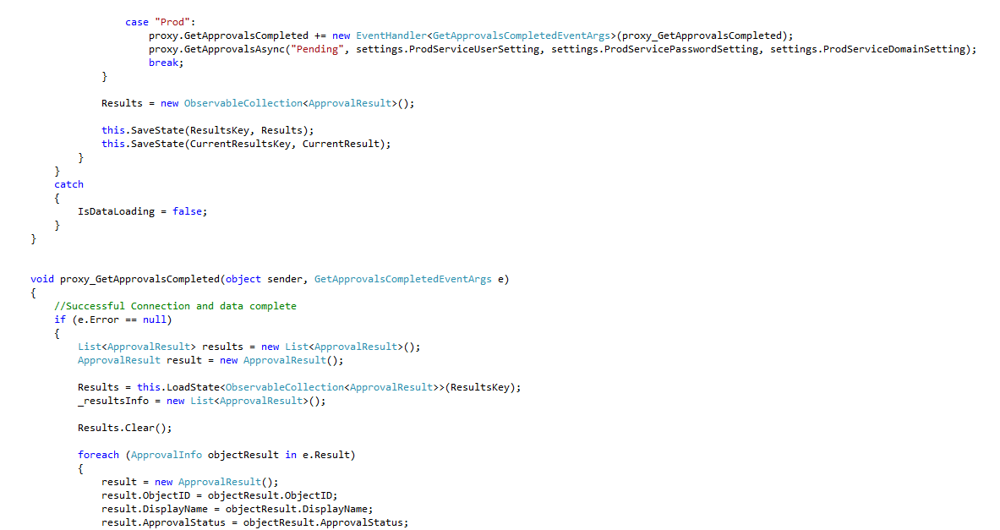 case "Prod":
proxy.GetApprovalsCompleted += new EventHandler<GetApprovalsCompletedEventArgs>(proxy_GetApprovalsCompleted);
proxy.GetApprovalsAsync("Pending", settings.ProdServiceUserSetting, settings.ProdServicePasswordSetting, settings.ProdServiceDomainSetting);
break;
}
Results = new ObservableCollection<ApprovalResult>();
this.SaveState(ResultsKey, Results);
this.SaveState(CurrentResultsKey, CurrentResult);
}
}
catch
{
IsDataLoading = false;
}
}
void proxy_GetApprovalsCompleted(object sender, GetApprovalsCompletedEventArgs e)
{
//Successful Connection and data complete
if (e.Error == null)
{
List<ApprovalResult> results = new List<ApprovalResult>();
ApprovalResult result = new ApprovalResult();
Results = this.LoadState<ObservableCollection<ApprovalResult>>(ResultsKey);
_resultsInfo = new List<ApprovalResult>();
Results.Clear();
foreach (ApprovalInfo objectResult in e.Result)
{
result = new ApprovalResult();
result.ObjectID = objectResult.ObjectID;
result.DisplayName = objectResult.DisplayName;
result.ApprovalStatus = objectResult.ApprovalStatus;